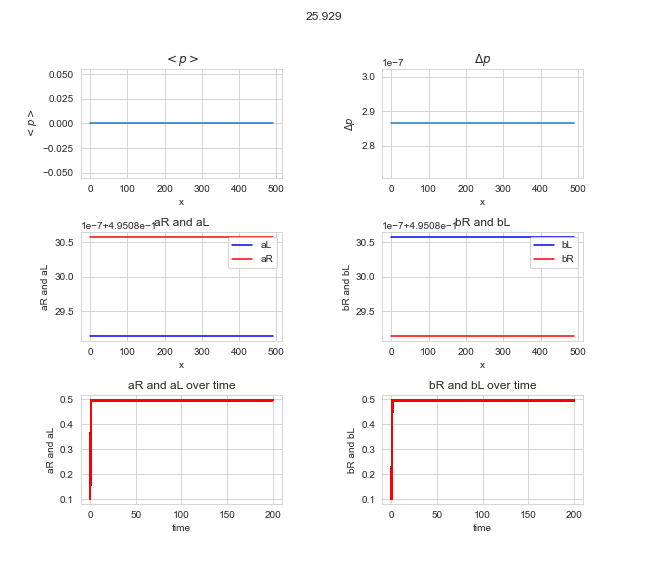 25.929
< p >
0.050
0.025
0.000
−0.025
−0.050
< p >
0 100 200 300 400 500
x
Δp
1e−7
3.0
2.9
2.8
Δp
0 100 200 300 400 500
x
aR and aL
1e−7+4.9508e−1
30.5
30.0
29.5
aR and aL
aL
aR
0 100 200 300 400 500
x
bR and bL
1e−7+4.9508e−1
30.5
30.0
29.5
bR and bL
bL
bR
0 100 200 300 400 500
x
aR and aL over time
0.5
0.4
0.3
0.2
0.1
aR and aL
0 50 100 150 200
time
bR and bL over time
0.5
0.4
0.3
0.2
0.1
bR and bL
0 50 100 150 200
time